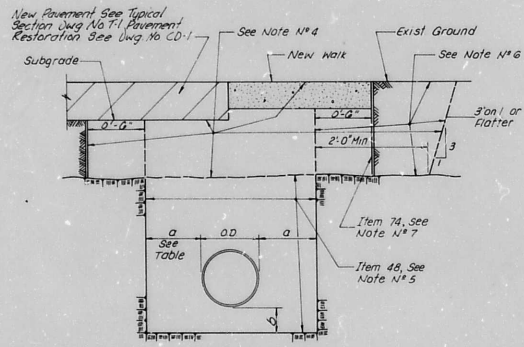 New Pavement See Typical
Section Dwg. No. T-1, Pavement
Restoration See Dwg. No. CD-1
See Note Nº 4
Exist Ground
Subgrade
New Walk
See Note Nº 6
0'-6"
0'-6"
3' on 1 or
Flatter
2'-0" Min.
3
1
a
O.D.
a
See
Table
Item 74, See
Note Nº 7
Item 48, See
Note Nº 5
b